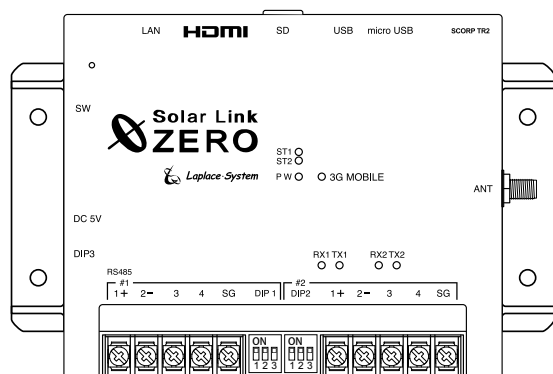 LAN HDMI SD USB micro USB SCORP TR2
SW
Solar Link
ZERO
ST1
ST2
Laplace-System PW 3G MOBILE
ANT
DC 5V
DIP3
RX1 TX1 RX2 TX2
RS485
#1 #2
1+ 2− 3 4 SG DIP 1 DIP2 1+ 2− 3 4 SG
ON ON
1 2 3 1 2 3